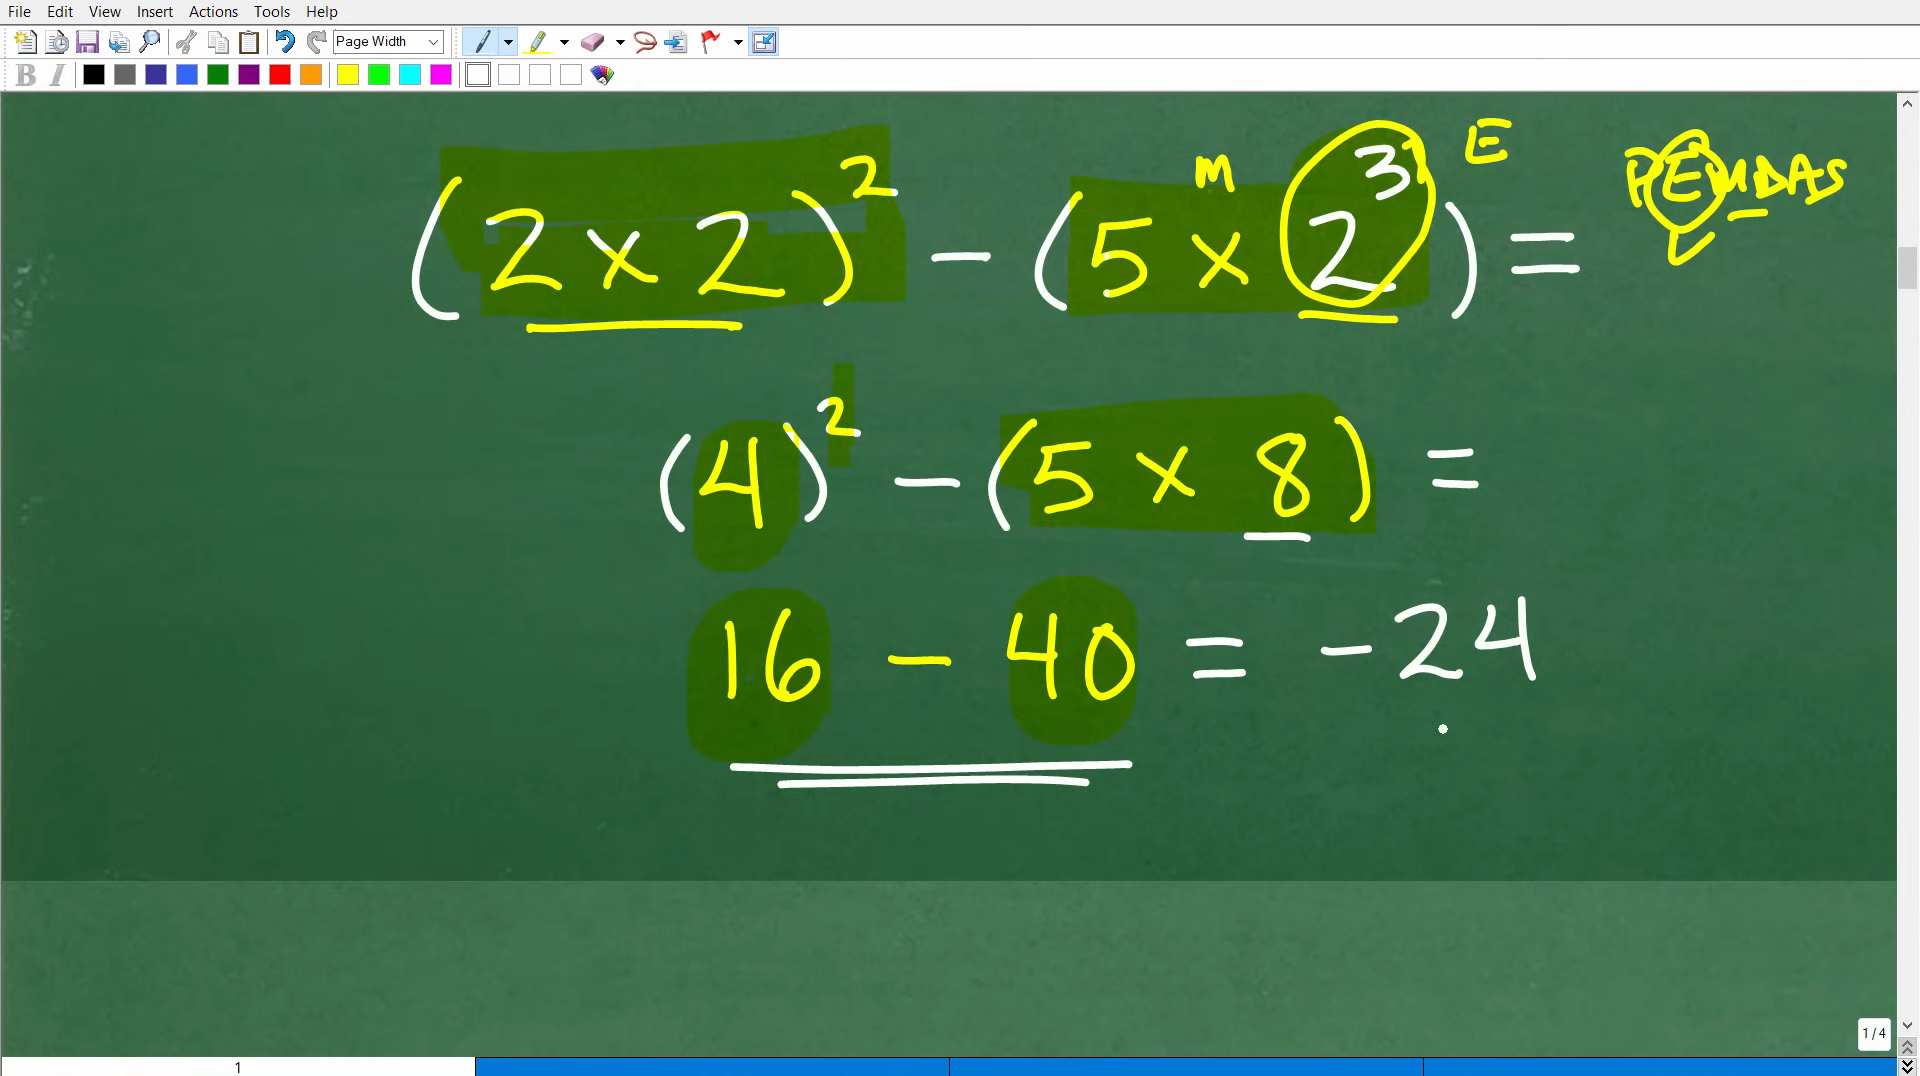 File Edit View Insert Actions Tools Help
Page Width
B I
M E PEMDAS
(2 x 2)² - (5 x 2³) =
(4)² - (5 x 8) =
16 - 40 = -24
1 / 4
1